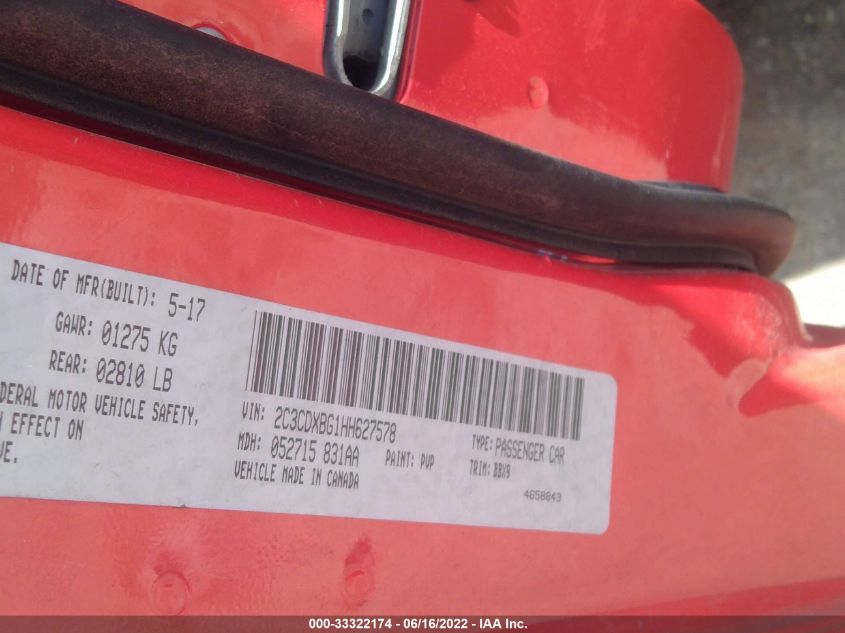 DATE OF MFR(BUILT): 5-17
GAWR: 01275 KG
REAR: 02810 LB
DERAL MOTOR VEHICLE SAFETY,
EFFECT ON
VE.
VIN: 2C3CDXBG1HH627578
TYPE: PASSENGER CAR
MDH: 052715 831AA
PAINT: PVP
TRIM: BBX9
VEHICLE MADE IN CANADA
4658843
000-33322174 - 06/16/2022 - IAA Inc.